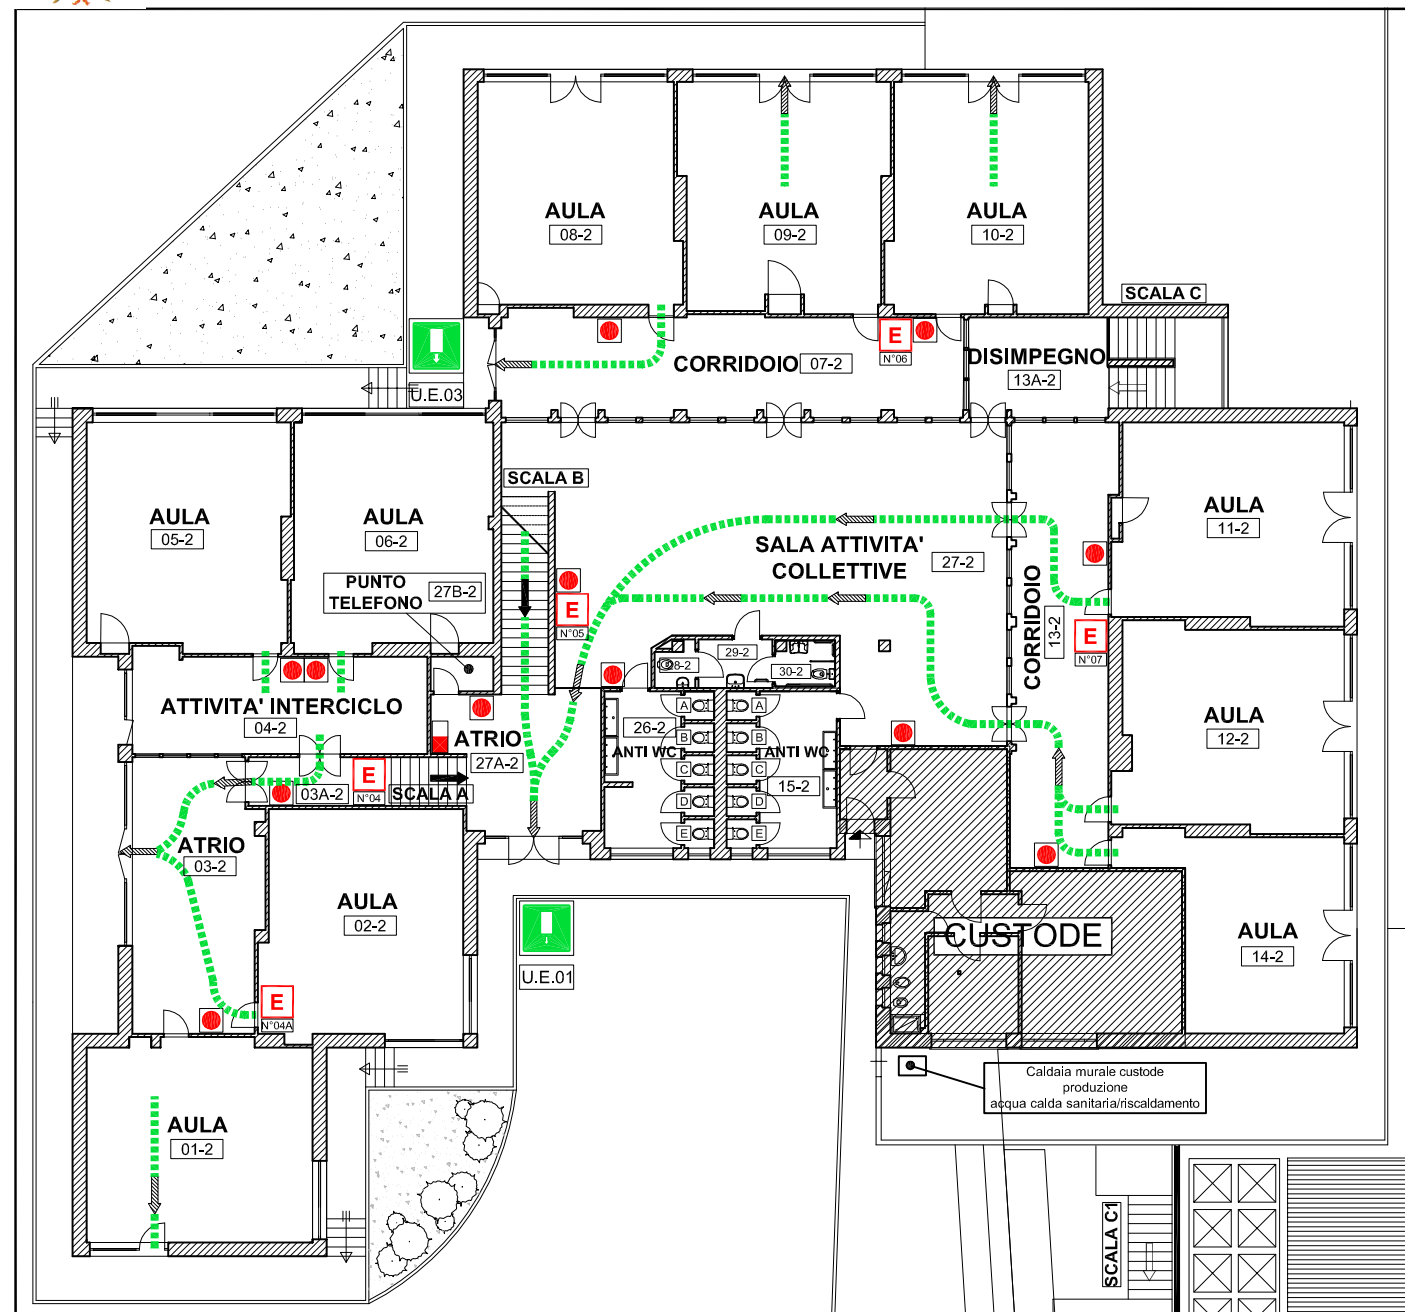 SCALA C
AULA
08-2
AULA
09-2
AULA
10-2
E
N°06
CORRIDOIO 07-2
DISIMPEGNO
13A-2
U.E.03
SCALA B
AULA
05-2
AULA
06-2
PUNTO
TELEFONO
27B-2
SALA ATTIVITA'
COLLETTIVE
27-2
AULA
11-2
CORRIDOIO
13-2
E
N°05
E
N°07
28-2
29-2
30-2
ATTIVITA' INTERCICLO
04-2
ATRIO
27A-2
26-2
ANTI WC
A
B
C
D
E
A
B
C
D
E
ANTI WC
15-2
AULA
12-2
E
N°04
03A-2
SCALA A
ATRIO
03-2
AULA
02-2
E
N°04A
U.E.01
CUSTODE
AULA
14-2
AULA
01-2
Caldaia murale custode
produzione
acqua calda sanitaria/riscaldamento
SCALA C1